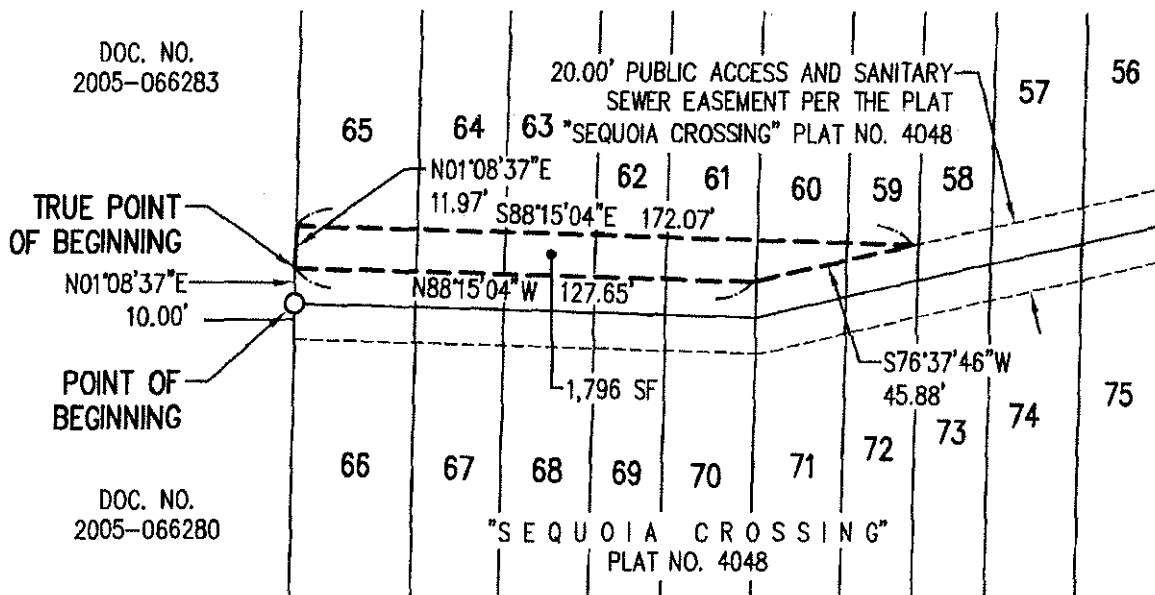 DOC. NO.
2005-066283
20.00' PUBLIC ACCESS AND SANITARY
SEWER EASEMENT PER THE PLAT
"SEQUOIA CROSSING" PLAT NO. 4048
56
57
65
64
63
62
61
60
59
58
N01°08'37"E
11.97'
S88°15'04"E 172.07'
TRUE POINT
OF BEGINNING
N01°08'37"E
10.00'
N88°15'04"W 127.65'
POINT OF
BEGINNING
1,796 SF
S76°37'46"W
45.88'
66
67
68
69
70
71
72
73
74
75
DOC. NO.
2005-066280
"SEQUOIA CROSSING"
PLAT NO. 4048